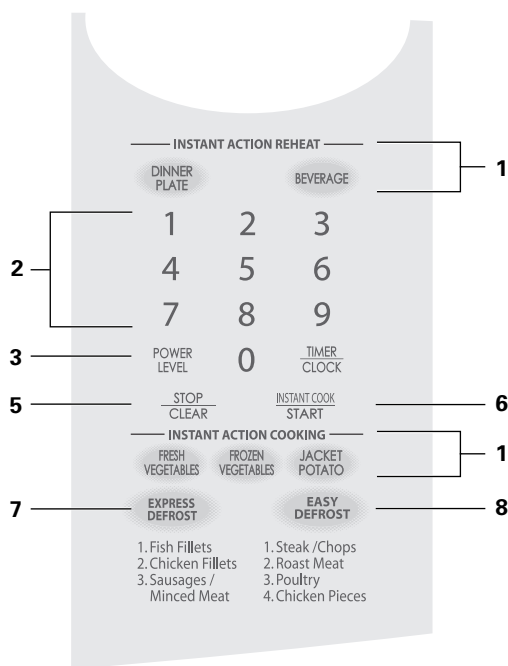 INSTANT ACTION REHEAT
1
DINNER
PLATE
BEVERAGE
1 2 3
2
4 5 6
7 8 9
3
POWER
LEVEL
0
TIMER
CLOCK
5
STOP
CLEAR
INSTANT COOK
START
6
INSTANT ACTION COOKING
FRESH
VEGETABLES
FROZEN
VEGETABLES
JACKET
POTATO
1
7
EXPRESS
DEFROST
EASY
DEFROST
8
1. Fish Fillets
2. Chicken Fillets
3. Sausages /
Minced Meat
1. Steak /Chops
2. Roast Meat
3. Poultry
4. Chicken Pieces